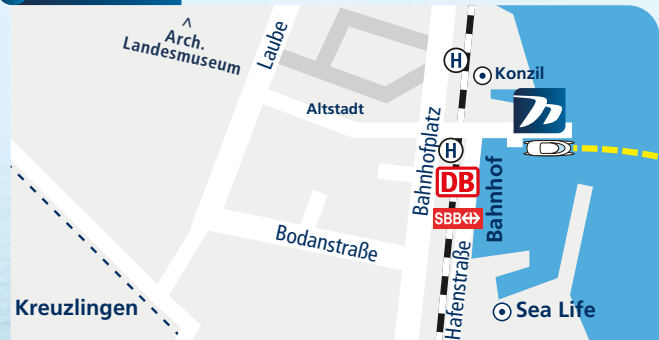 Arch.
Landesmuseum
Laube
H
Konzil
Altstadt
Bahnhofplatz
H
DB
SBB
Bahnhof
Bodanstraße
Hafenstraße
Kreuzlingen
Sea Life